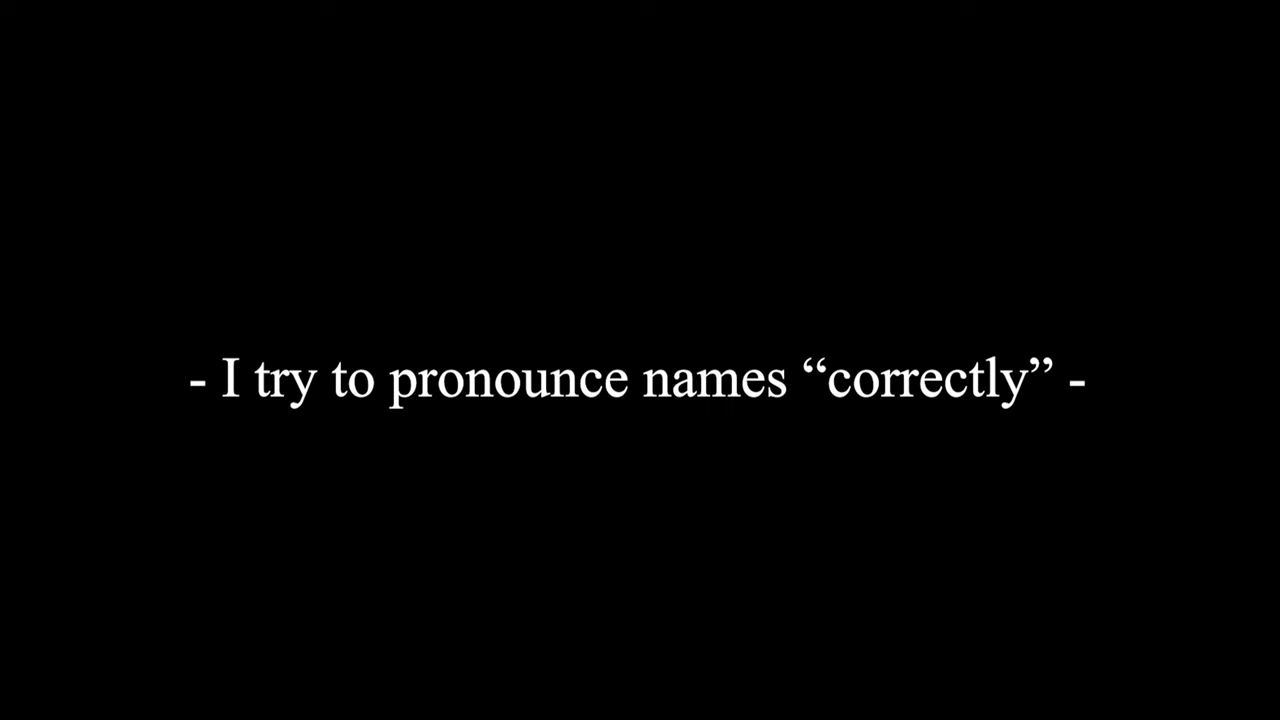 - I try to pronounce names “correctly” -